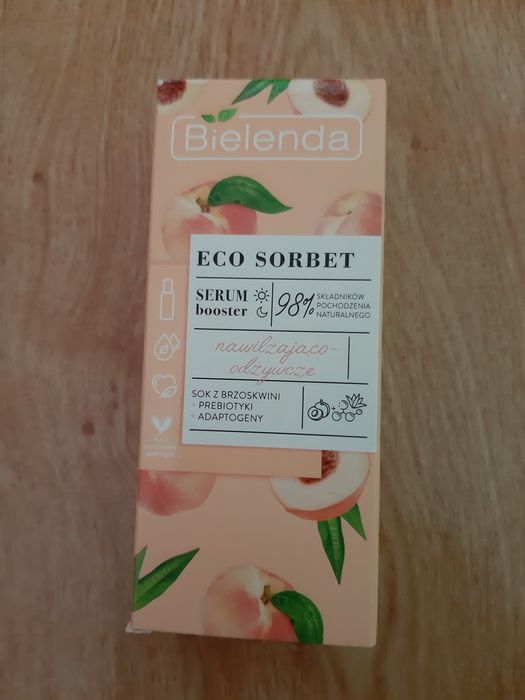 Bielenda
ECO SORBET
SERUM
booster
98%
SKŁADNIKÓW
POCHODZENIA
NATURALNEGO
nawilżająco-
odżywcze
SOK Z BRZOSKWINI
+ PREBIOTYKI
+ ADAPTOGENY